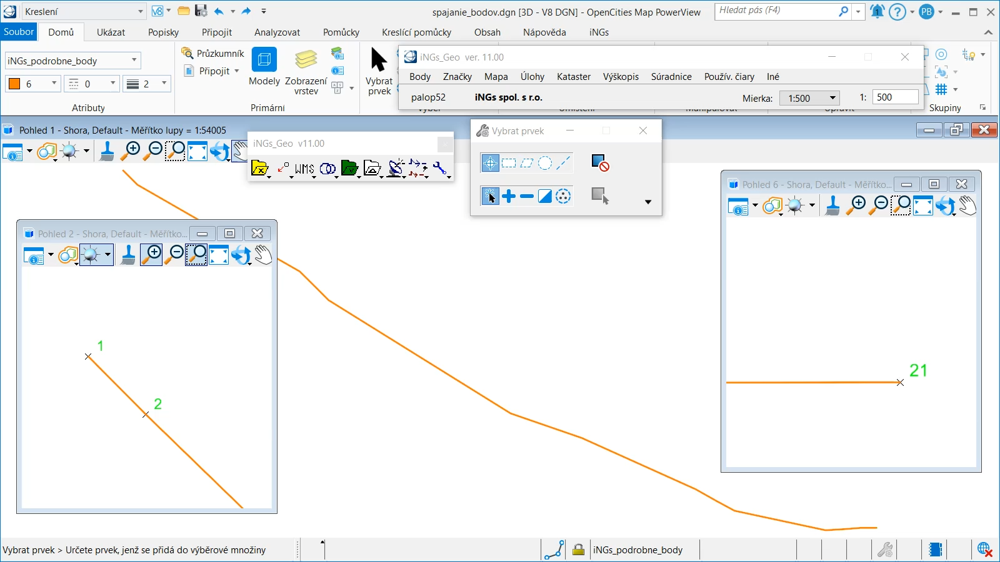 Kreslení
V8
spajanie_bodov.dgn [3D - V8 DGN] - OpenCities Map PowerView
Hledat pás (F4)
1
?
PB
Soubor
Domů
Ukázat
Popisky
Připojit
Analyzovat
Pomůcky
Kreslící pomůcky
Obsah
Nápověda
iNGs
iNGs_podrobne_body
6
0
2
Atributy
Průzkumník
Připojit
Modely
Zobrazení vrstev
Primární
Vybrat prvek
Skupiny
iNGs_Geo ver. 11.00
Body
Značky
Mapa
Úlohy
Kataster
Výškopis
Súradnice
Použív. čiary
Iné
palop52
iNGs spol. s r.o.
Mierka:
1:500
1:
500
Pohled 1 - Shora, Default - Měřítko lupy = 1:54005
iNGs_Geo v11.00
WMS
Vybrat prvek
Pohled 6 - Shora, Default - Měřítko...
21
Pohled 2 - Shora, Default - Měřítko...
1
2
Vybrat prvek > Určete prvek, jenž se přidá do výběrové množiny
iNGs_podrobne_body